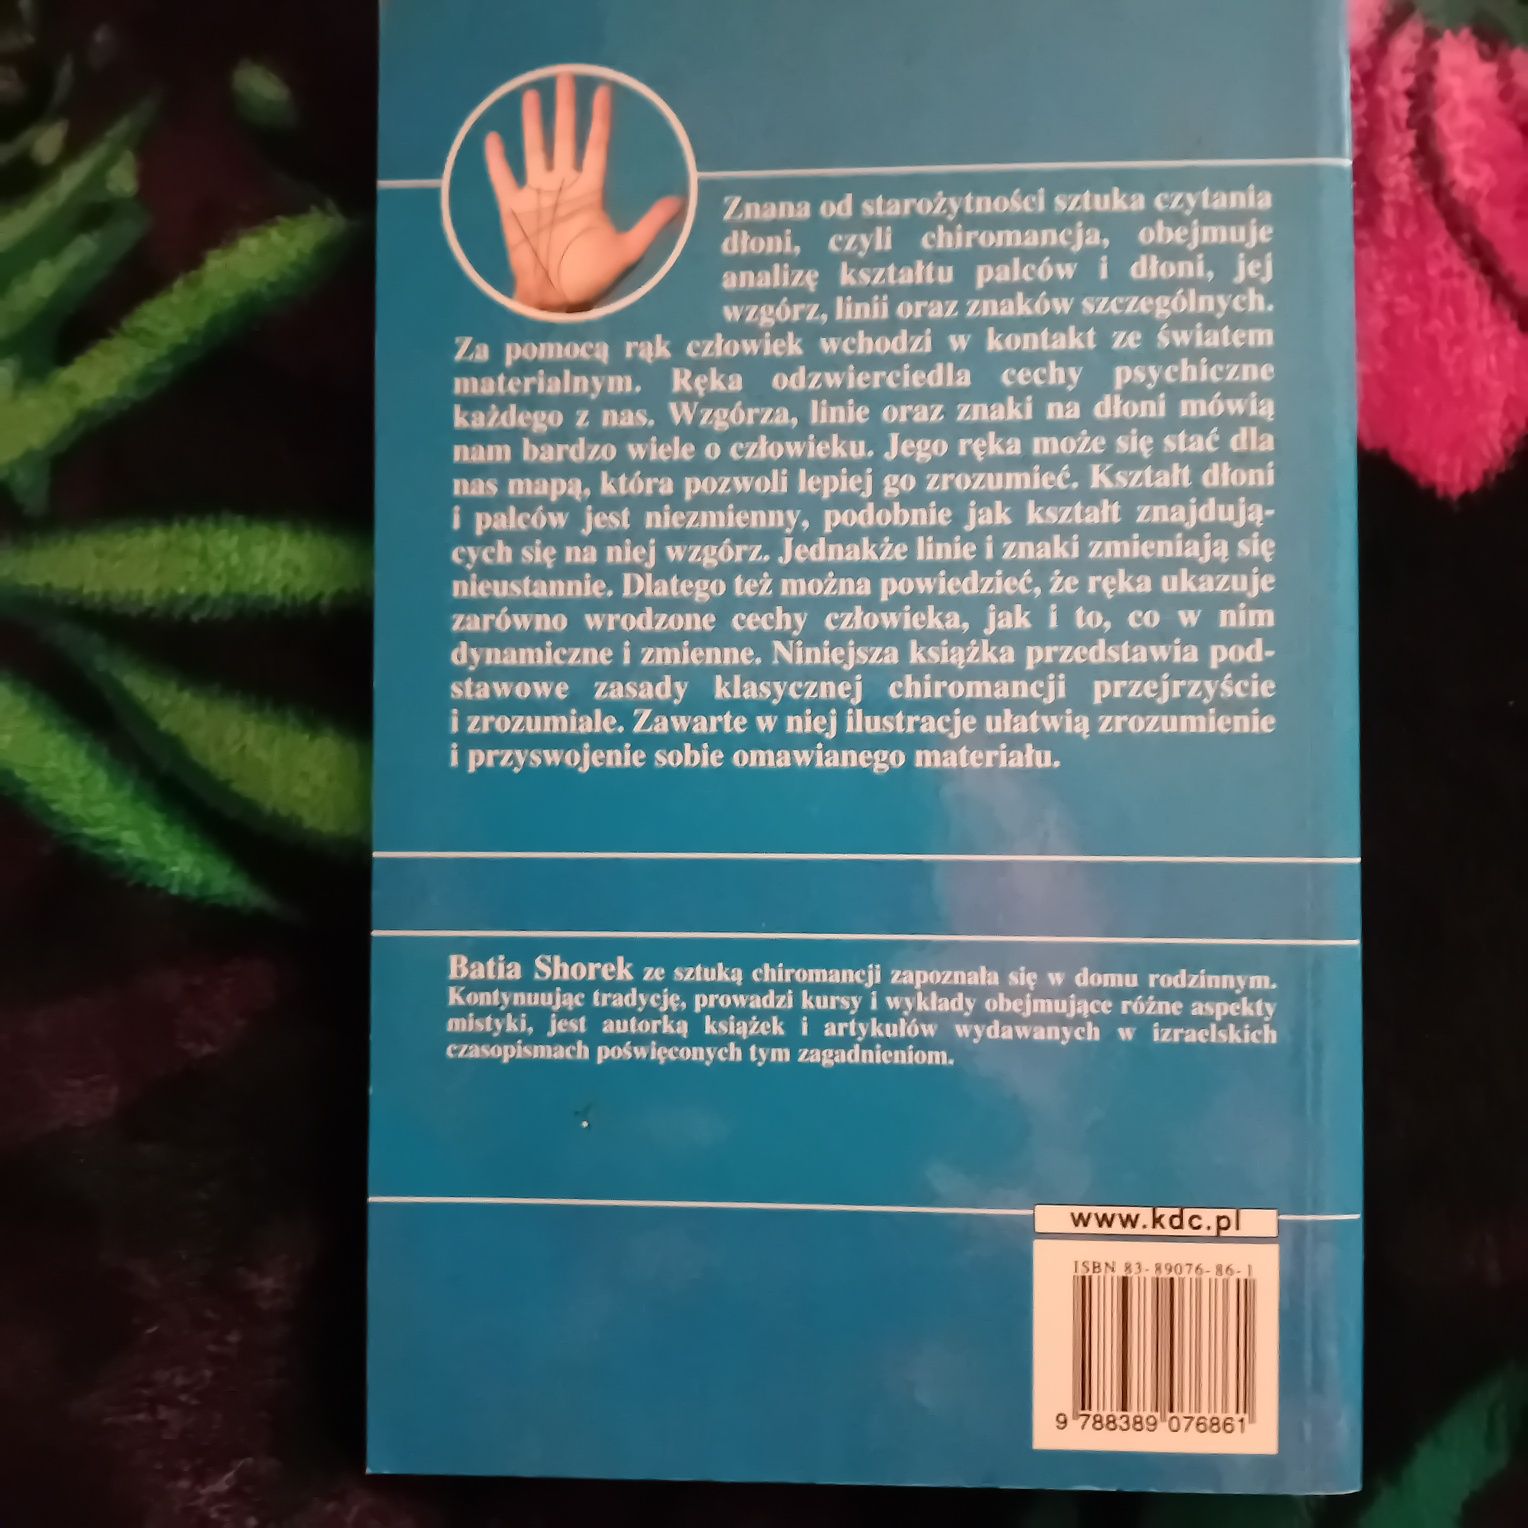 Znana od starożytności sztuka czytania
dłoni, czyli chiromancja, obejmuje
analizę kształtu palców i dłoni, jej
wzgórz, linii oraz znaków szczególnych.
Za pomocą rąk człowiek wchodzi w kontakt ze światem
materialnym. Ręka odzwierciedla cechy psychiczne
każdego z nas. Wzgórza, linie oraz znaki na dłoni mówią
nam bardzo wiele o człowieku. Jego ręka może się stać dla
nas mapą, która pozwoli lepiej go zrozumieć. Kształt dłoni
i palców jest niezmienny, podobnie jak kształt znajdują-
cych się na niej wzgórz. Jednakże linie i znaki zmieniają się
nieustannie. Dlatego też można powiedzieć, że ręka ukazuje
zarówno wrodzone cechy człowieka, jak i to, co w nim
dynamiczne i zmienne. Niniejsza książka przedstawia pod-
stawowe zasady klasycznej chiromancji przejrzyście
i zrozumiale. Zawarte w niej ilustracje ułatwią zrozumienie
i przyswojenie sobie omawianego materiału.
Batia Shorek ze sztuką chiromancji zapoznała się w domu rodzinnym.
Kontynuując tradycję, prowadzi kursy i wykłady obejmujące różne aspekty
mistyki, jest autorką książek i artykułów wydawanych w izraelskich
czasopismach poświęconych tym zagadnieniom.
www.kdc.pl
ISBN 83-89076-86-1
9 788389 076861